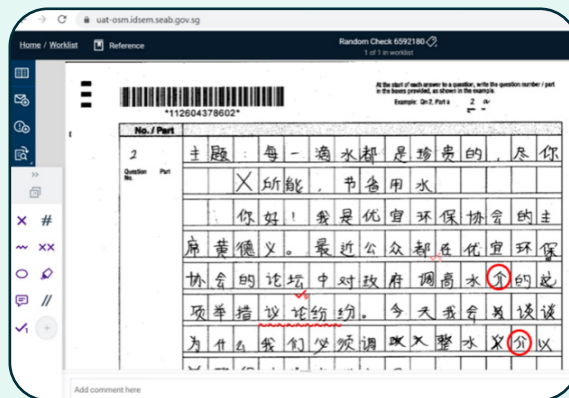 uat-osm.idsem.seab.gov.sg
Home / Worklist
Reference
Random Check 6592180
1 of 1 in worklist
At the start of each answer to a question, write the question number / part
in the boxes provided, as shown in the example.
Example: Qn 2, Part a 2 a
*112604378602*
No. / Part
2
Question No. Part
主题：每一滴水都是珍贵的，尽你
所能，节省用水
你好！我是优宜环保协会的主
席黄德义。最近公众都在优宜环保
协会的论坛中对政府调高水介的这
项举措议论纷纷。今天我会谈谈
为什么我们必须调整水介以
Add comment here